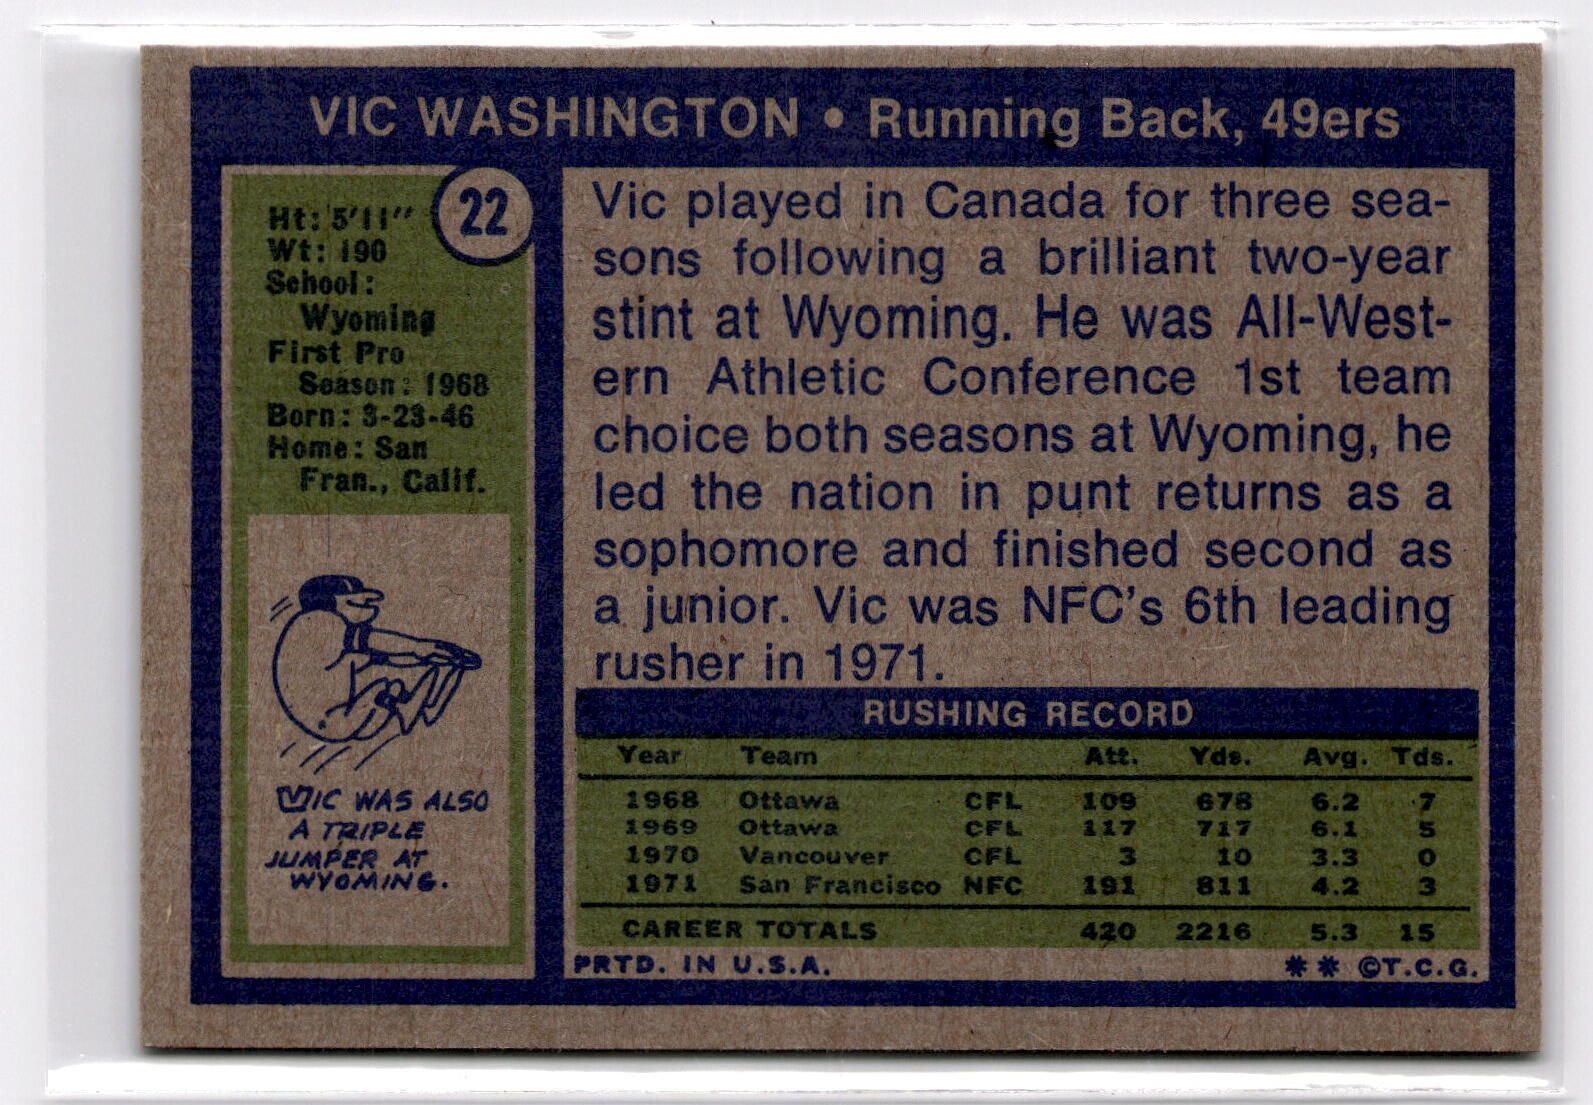 VIC WASHINGTON • Running Back, 49ers
22
Ht: 5'11"
Wt: 190
School:
Wyoming
First Pro
Season: 1968
Born: 3-23-46
Home: San
Fran., Calif.
VIC WAS ALSO
A TRIPLE
JUMPER AT
WYOMING.
Vic played in Canada for three sea-
sons following a brilliant two-year
stint at Wyoming. He was All-West-
ern Athletic Conference 1st team
choice both seasons at Wyoming, he
led the nation in punt returns as a
sophomore and finished second as
a junior. Vic was NFC's 6th leading
rusher in 1971.
RUSHING RECORD
Year Team Att. Yds. Avg. Tds.
1968 Ottawa CFL 109 678 6.2 7
1969 Ottawa CFL 117 717 6.1 5
1970 Vancouver CFL 3 10 3.3 0
1971 San Francisco NFC 191 811 4.2 3
CAREER TOTALS 420 2216 5.3 15
PRTD. IN U.S.A. ** ©T.C.G.